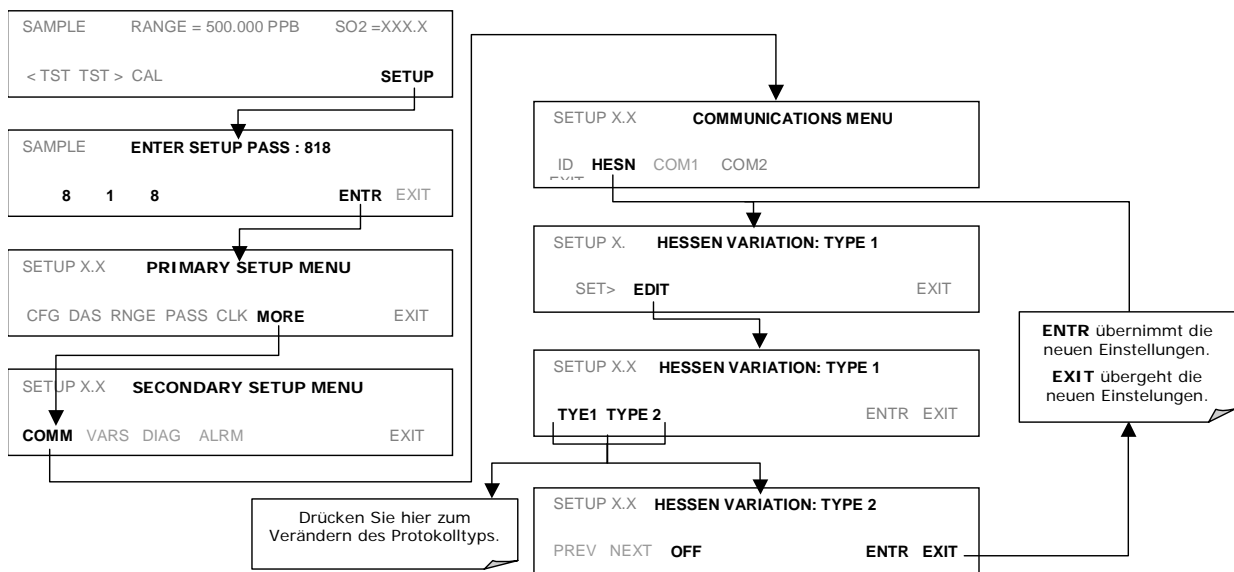 SAMPLE RANGE = 500.000 PPB SO2 =XXX.X
< TST TST > CAL SETUP
SAMPLE ENTER SETUP PASS : 818
8 1 8 ENTR EXIT
SETUP X.X PRIMARY SETUP MENU
CFG DAS RNGE PASS CLK MORE EXIT
SETUP X.X SECONDARY SETUP MENU
COMM VARS DIAG ALRM EXIT
SETUP X.X COMMUNICATIONS MENU
ID HESN COM1 COM2
EXIT
SETUP X. HESSEN VARIATION: TYPE 1
SET> EDIT EXIT
SETUP X.X HESSEN VARIATION: TYPE 1
TYE1 TYPE 2 ENTR EXIT
Drücken Sie hier zum
Verändern des Protokolltyps.
SETUP X.X HESSEN VARIATION: TYPE 2
PREV NEXT OFF ENTR EXIT
ENTR übernimmt die
neuen Einstellungen.
EXIT übergeht die
neuen Einstelungen.